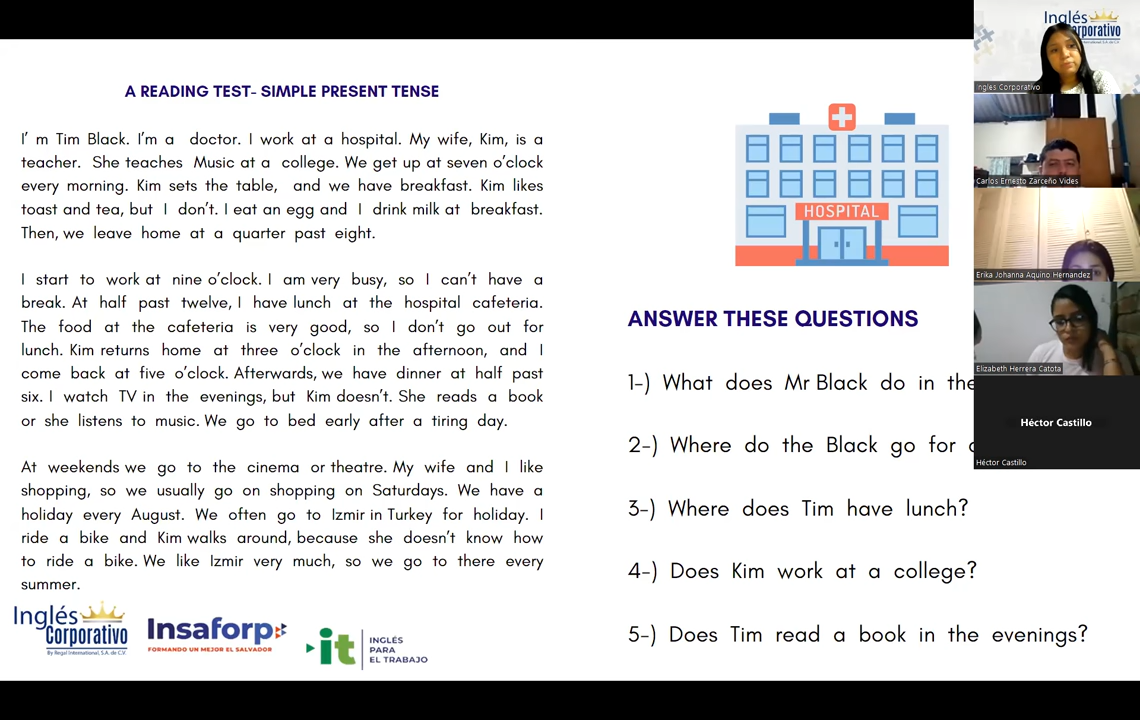 A READING TEST- SIMPLE PRESENT TENSE
I' m Tim Black. I'm a doctor. I work at a hospital. My wife, Kim, is a
teacher. She teaches Music at a college. We get up at seven o'clock
every morning. Kim sets the table, and we have breakfast. Kim likes
toast and tea, but I don't. I eat an egg and I drink milk at breakfast.
Then, we leave home at a quarter past eight.
I start to work at nine o'clock. I am very busy, so I can't have a
break. At half past twelve, I have lunch at the hospital cafeteria.
The food at the cafeteria is very good, so I don't go out for
lunch. Kim returns home at three o'clock in the afternoon, and I
come back at five o'clock. Afterwards, we have dinner at half past
six. I watch TV in the evenings, but Kim doesn't. She reads a book
or she listens to music. We go to bed early after a tiring day.
At weekends we go to the cinema or theatre. My wife and I like
shopping, so we usually go on shopping on Saturdays. We have a
holiday every August. We often go to Izmir in Turkey for holiday. I
ride a bike and Kim walks around, because she doesn't know how
to ride a bike. We like Izmir very much, so we go to there every
summer.
Inglés
Corporativo
By Regal International, S.A. de C.V.
Insaforp
FORMANDO UN MEJOR EL SALVADOR
it
INGLÉS
PARA
EL TRABAJO
HOSPITAL
ANSWER THESE QUESTIONS
1-) What does Mr Black do in the
2-) Where do the Black go for
3-) Where does Tim have lunch?
4-) Does Kim work at a college?
5-) Does Tim read a book in the evenings?
Inglés
Corporativo
Ingles Corporativo
Carlos Ernesto Zarceño Vides
Erika Johanna Aquino Hernandez
Elizabeth Herrera Catota
Héctor Castillo
Héctor Castillo